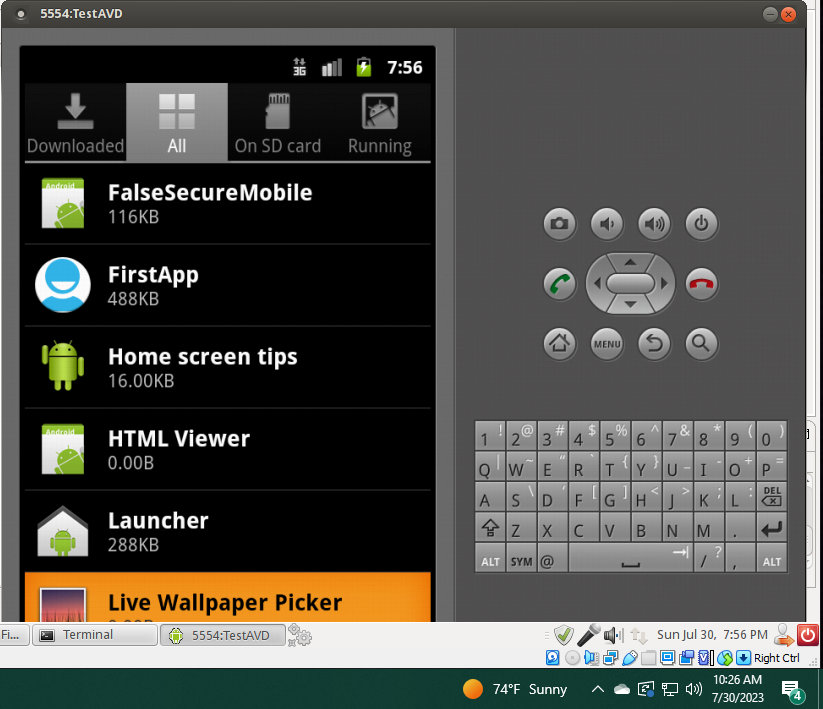 5554:TestAVD
3G 7:56
Downloaded All On SD card Running
Android
FalseSecureMobile
116KB
FirstApp
488KB
Home screen tips
16.00KB
Android
HTML Viewer
0.00B
Launcher
288KB
Live Wallpaper Picker
MENU
1 ! 2 @ 3 # 4 $ 5 % 6 ^ 7 & 8 * 9 ( 0 )
Q | W ~ E “ R ` T { Y } U _ I - O + P =
A S \ D ' F [ G ] H < J > K ; L : DEL
Z X C V B N M .
ALT SYM @ / ? , ALT
Fi... Terminal 5554:TestAVD Sun Jul 30, 7:56 PM
Right Ctrl
74°F Sunny 10:26 AM
7/30/2023
4